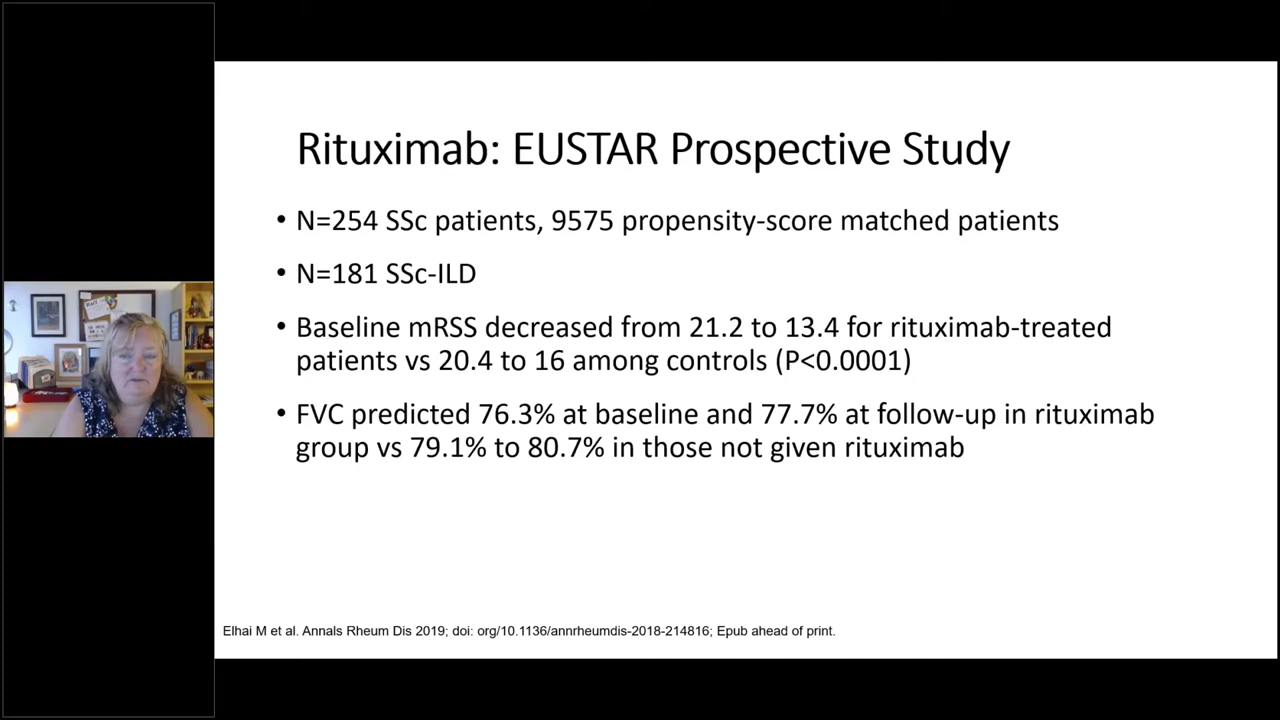 Rituximab: EUSTAR Prospective Study
• N=254 SSc patients, 9575 propensity-score matched patients
• N=181 SSc-ILD
• Baseline mRSS decreased from 21.2 to 13.4 for rituximab-treated
patients vs 20.4 to 16 among controls (P<0.0001)
• FVC predicted 76.3% at baseline and 77.7% at follow-up in rituximab
group vs 79.1% to 80.7% in those not given rituximab
Elhai M et al. Annals Rheum Dis 2019; doi: org/10.1136/annrheumdis-2018-214816; Epub ahead of print.